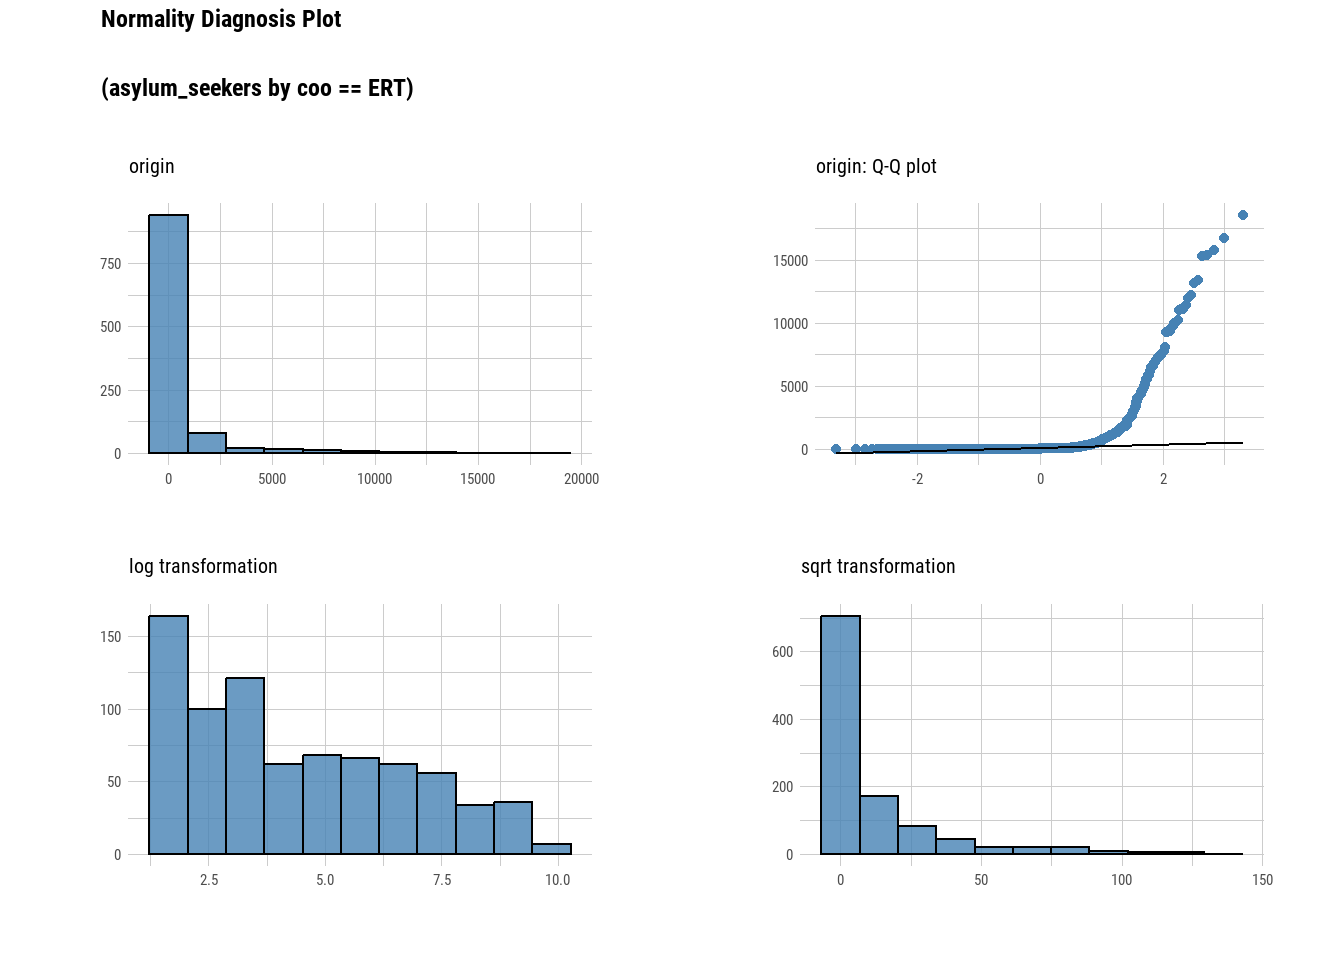 Normality Diagnosis Plot
(asylum_seekers by coo == ERT)
origin
750
500
250
0
0 5000 10000 15000 20000
origin: Q-Q plot
15000
10000
5000
0
-2 0 2
log transformation
150
100
50
0
2.5 5.0 7.5 10.0
sqrt transformation
600
400
200
0
0 50 100 150